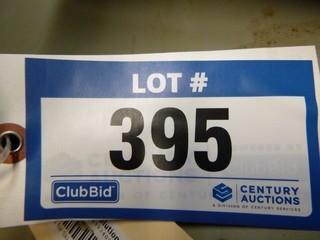 LOT #
395
ClubBid
CENTURY
AUCTIONS
A DIVISION OF CENTURY SERVICES